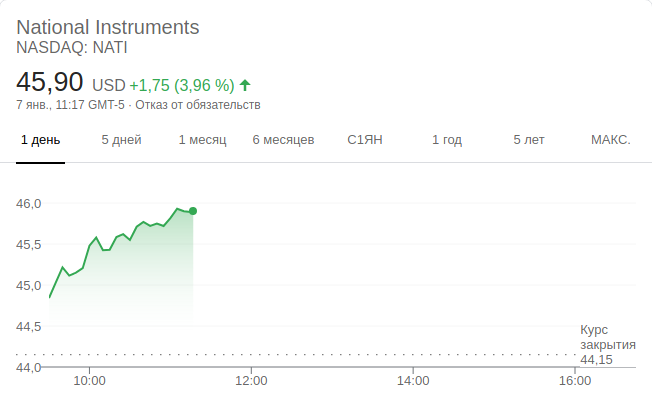 National Instruments
NASDAQ: NATI
45,90 USD +1,75 (3,96 %)
7 янв., 11:17 GMT-5 · Отказ от обязательств
1 день 5 дней 1 месяц 6 месяцев С1ЯН 1 год 5 лет МАКС.
46,0
45,5
45,0
44,5
Курс
закрытия
44,15
44,0
10:00 12:00 14:00 16:00